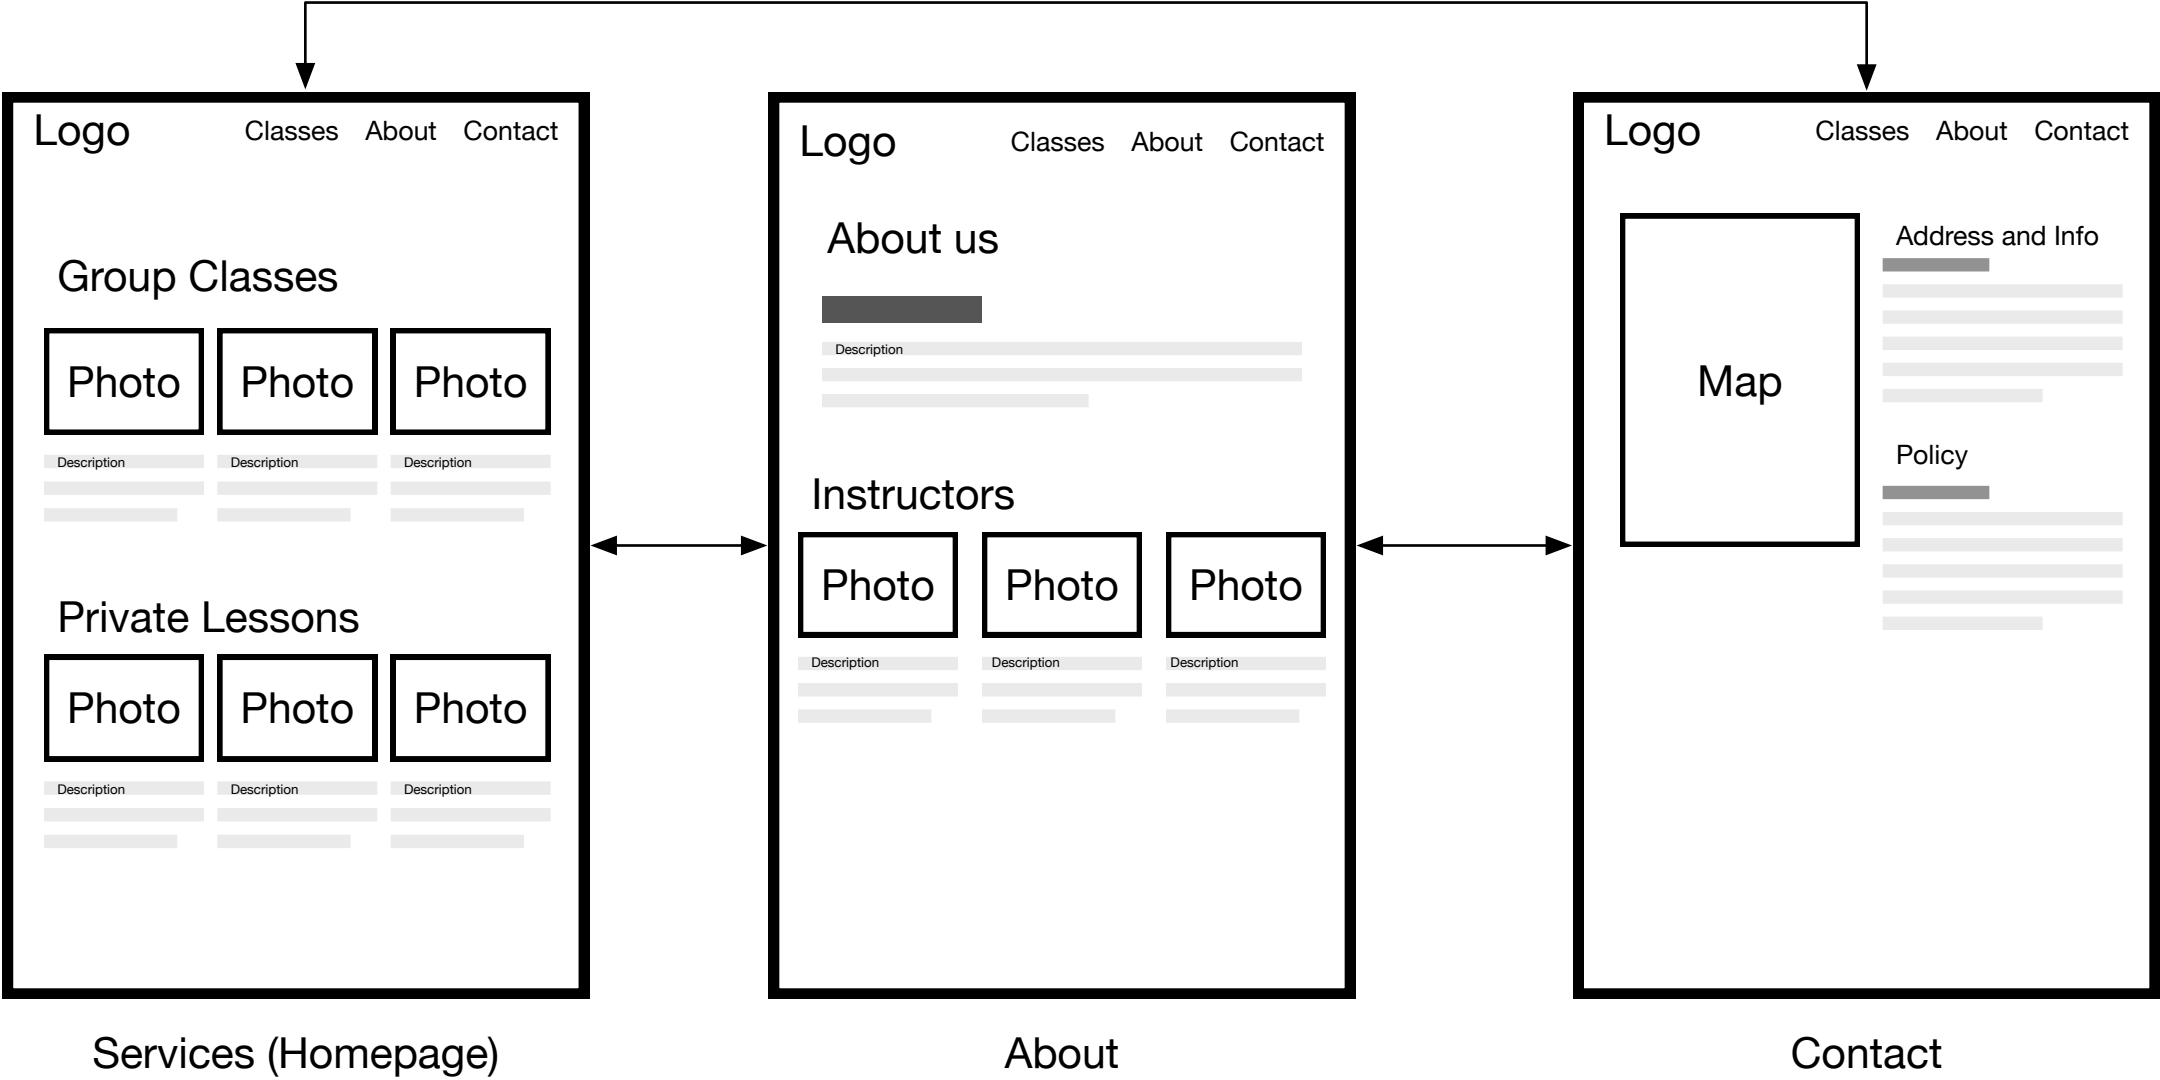 Logo Classes About Contact
Group Classes
Photo Photo Photo
Description Description Description
Private Lessons
Photo Photo Photo
Description Description Description
Services (Homepage)
Logo Classes About Contact
About us
Description
Instructors
Photo Photo Photo
Description Description Description
About
Logo Classes About Contact
Map
Address and Info
Policy
Contact